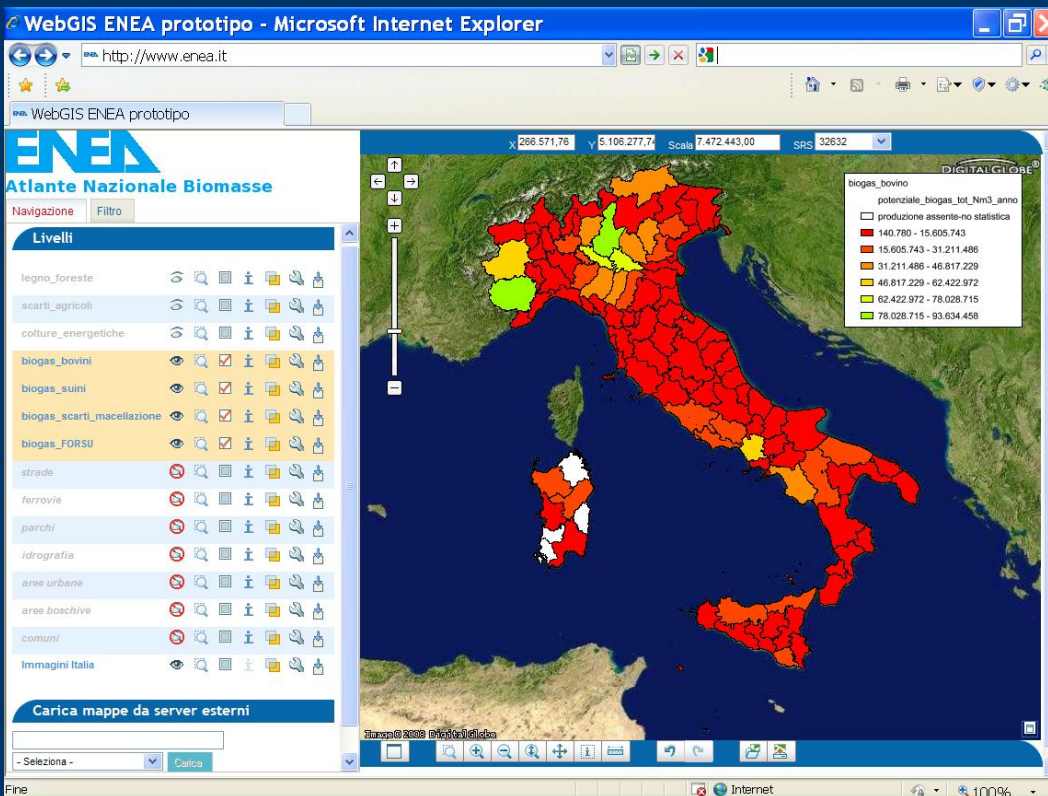 WebGIS ENEA prototipo - Microsoft Internet Explorer
http://www.enea.it
WebGIS ENEA prototipo
ENEA
Atlante Nazionale Biomasse
Navigazione Filtro
Livelli
legno_foreste
scarti_agricoli
colture_energetiche
biogas_bovini
biogas_suini
biogas_scarti_macellazione
biogas_FORSU
strade
ferrovie
parchi
idrografia
aree urbane
aree boschive
comuni
Immagini Italia
Carica mappe da server esterni
- Seleziona - Carica
X 266.571,76 Y 5.106.277,74 Scala 7.472.443,00 SRS 32632
DIGITALGLOBE
biogas_bovino
potenziale_biogas_tot_Nm3_anno
produzione assente-no statistica
140.780 - 15.605.743
15.605.743 - 31.211.486
31.211.486 - 46.817.229
46.817.229 - 62.422.972
62.422.972 - 78.028.715
78.028.715 - 93.634.458
Image © 2008 DigitalGlobe
Fine Internet 100%